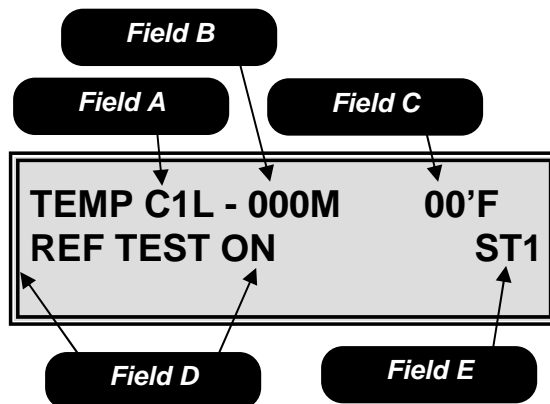 Field B
Field A
Field C
TEMP C1L - 000M 00'F
REF TEST ON ST1
Field D
Field E